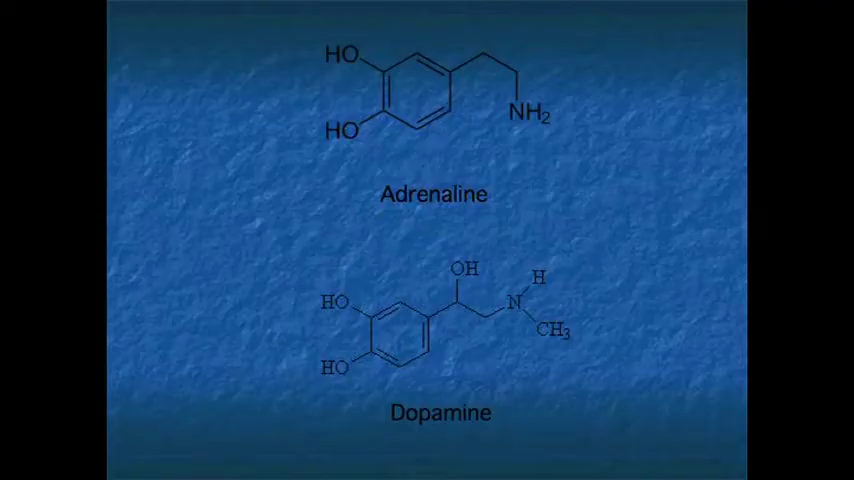 HO
HO
NH₂
Adrenaline
OH
H
HO
N
CH₃
HO
Dopamine